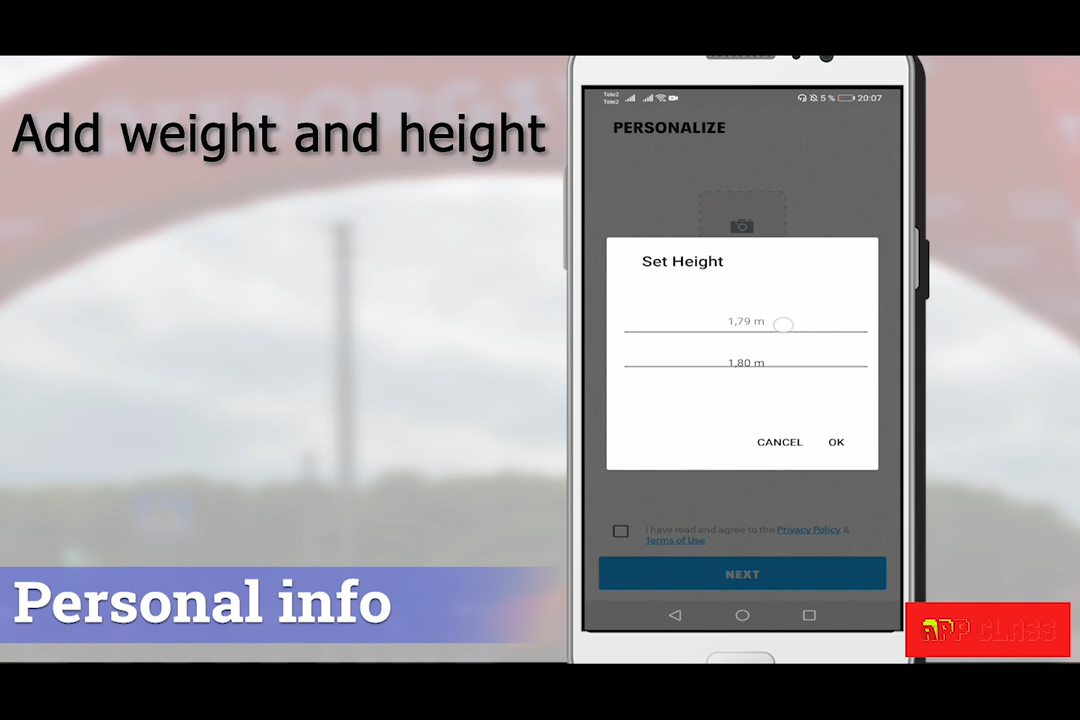 Add weight and height
Tele2
Tele2
5 %
20:07
PERSONALIZE
Set Height
1,79 m
1,80 m
CANCEL
OK
I have read and agree to the Privacy Policy &
Terms of Use
NEXT
Personal info
APP CLASS